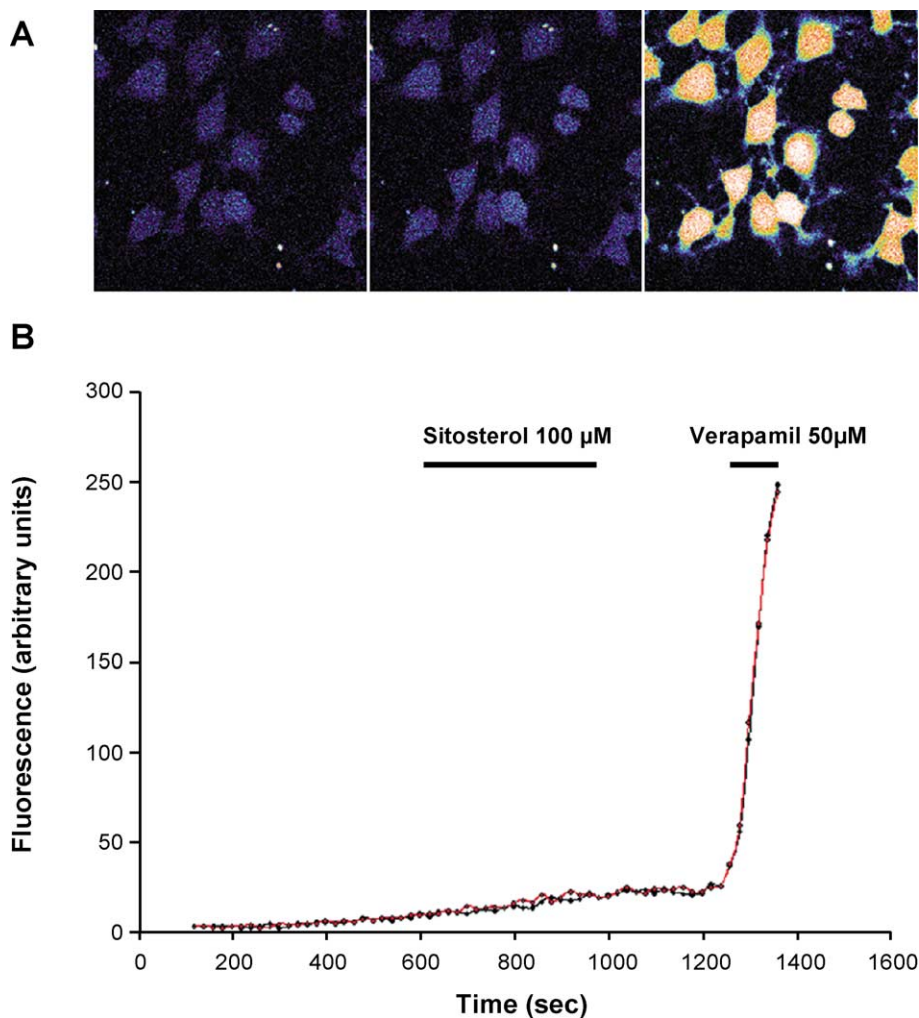 A
B
300
Sitosterol 100 µM
Verapamil 50µM
250
200
150
100
50
0
Fluorescence (arbitrary units)
0 200 400 600 800 1000 1200 1400 1600
Time (sec)